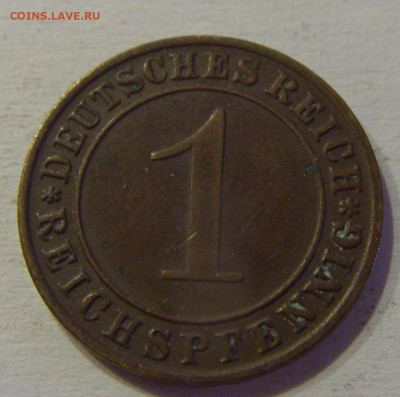 COINS.LAVE.RU
*DEUTSCHES REICH*
1
REICHSPFENNIG